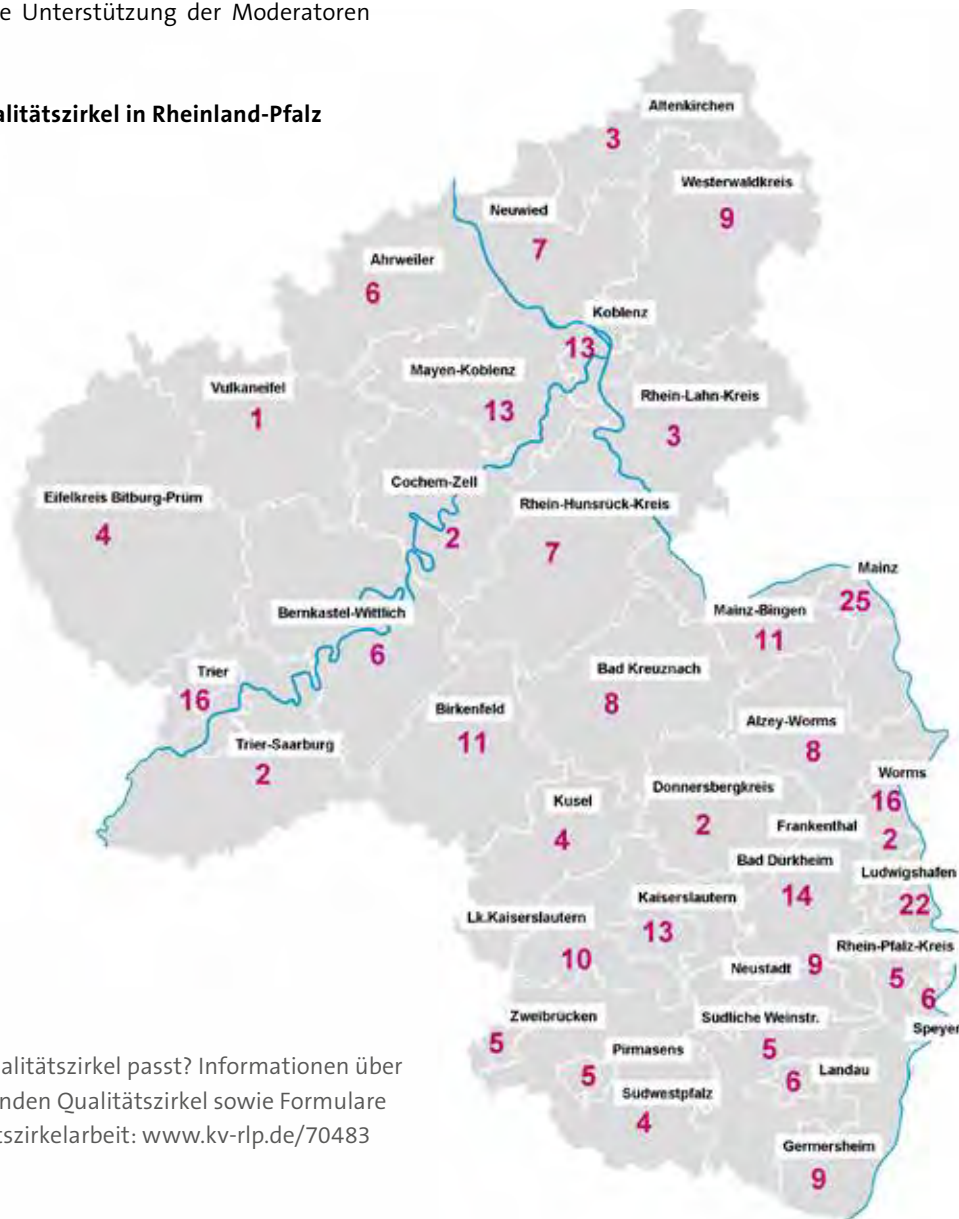 e Unterstützung der Moderatoren
alitätszirkel in Rheinland-Pfalz
Altenkirchen
3
Westerwaldkreis
9
Neuwied
7
Ahrweiler
6
Koblenz
13
Mayen-Koblenz
13
Vulkaneifel
1
Rhein-Lahn-Kreis
3
Cochem-Zell
2
Eifelkreis Bitburg-Prüm
4
Rhein-Hunsrück-Kreis
7
Mainz
25
Mainz-Bingen
11
Bernkastel-Wittlich
6
Trier
16
Bad Kreuznach
8
Birkenfeld
11
Alzey-Worms
8
Trier-Saarburg
2
Worms
16
Donnersbergkreis
2
Kusel
4
Frankenthal
2
Bad Dürkheim
14
Ludwigshafen
22
Kaiserslautern
13
Lk.Kaiserslautern
10
Rhein-Pfalz-Kreis
5
Neustadt 9
6
Speyer
Zweibrücken
5
Südliche Weinstr.
5
Pirmasens
5
Landau
6
Südwestpfalz
4
Germersheim
9
alitätszirkel passt? Informationen über
nden Qualitätszirkel sowie Formulare
tszirkelarbeit: www.kv-rlp.de/70483